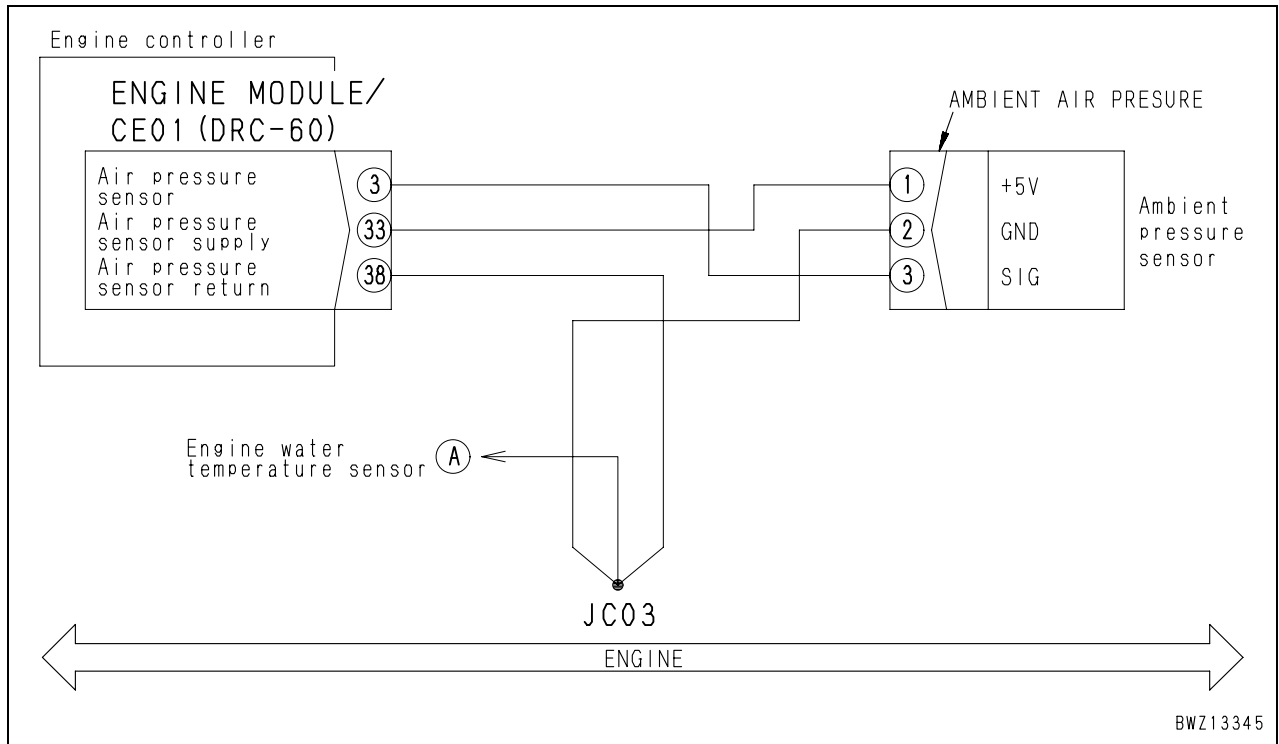 Engine controller
ENGINE MODULE/
CE01 (DRC-60)
Air pressure
sensor
Air pressure
sensor supply
Air pressure
sensor return
3
33
38
AMBIENT AIR PRESURE
1
2
3
+5V
GND
SIG
Ambient
pressure
sensor
Engine water
temperature sensor
A
JC03
ENGINE
BWZ13345